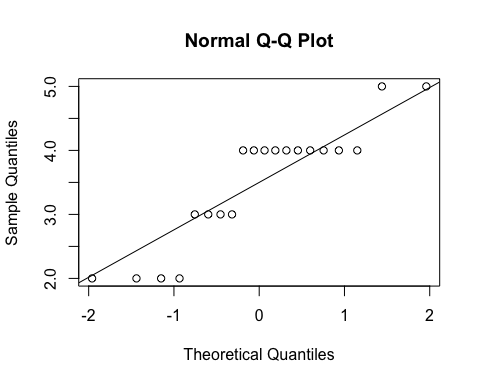 Normal Q-Q Plot
5.0
4.0
3.0
2.0
Sample Quantiles
-2 -1 0 1 2
Theoretical Quantiles